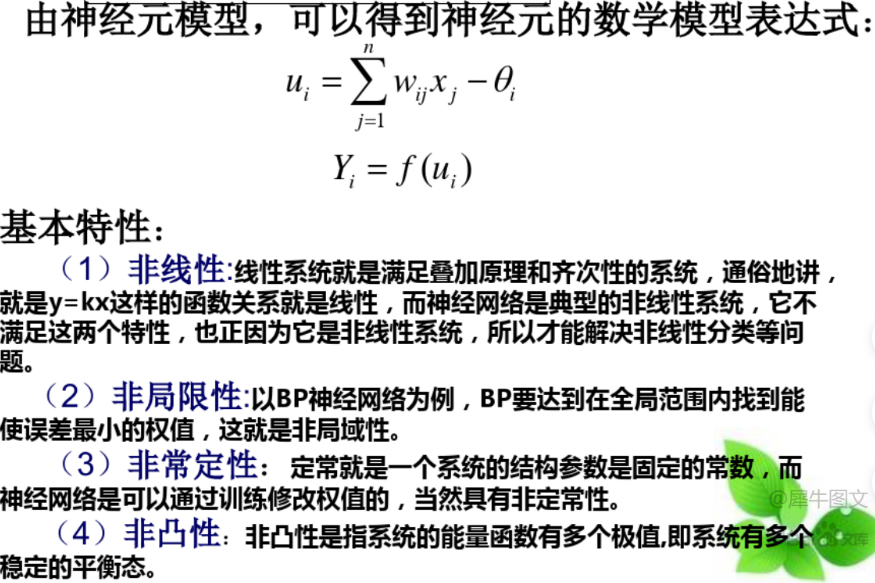 由神经元模型，可以得到神经元的数学模型表达式：
u_i = \sum_{j=1}^{n} w_{ij} x_j - θ_i
Y_i = f(u_i)
基本特性：
（1）非线性:线性系统就是满足叠加原理和齐次性的系统，通俗地讲，
就是y=kx这样的函数关系就是线性，而神经网络是典型的非线性系统，它不
满足这两个特性，也正因为它是非线性系统，所以才能解决非线性分类等问
题。
（2）非局限性:以BP神经网络为例，BP要达到在全局范围内找到能
使误差最小的权值，这就是非局域性。
（3）非常定性： 定常就是一个系统的结构参数是固定的常数，而
神经网络是可以通过训练修改权值的，当然具有非定常性。
@犀牛图文
（4）非凸性：非凸性是指系统的能量函数有多个极值,即系统有多个
文库
稳定的平衡态。